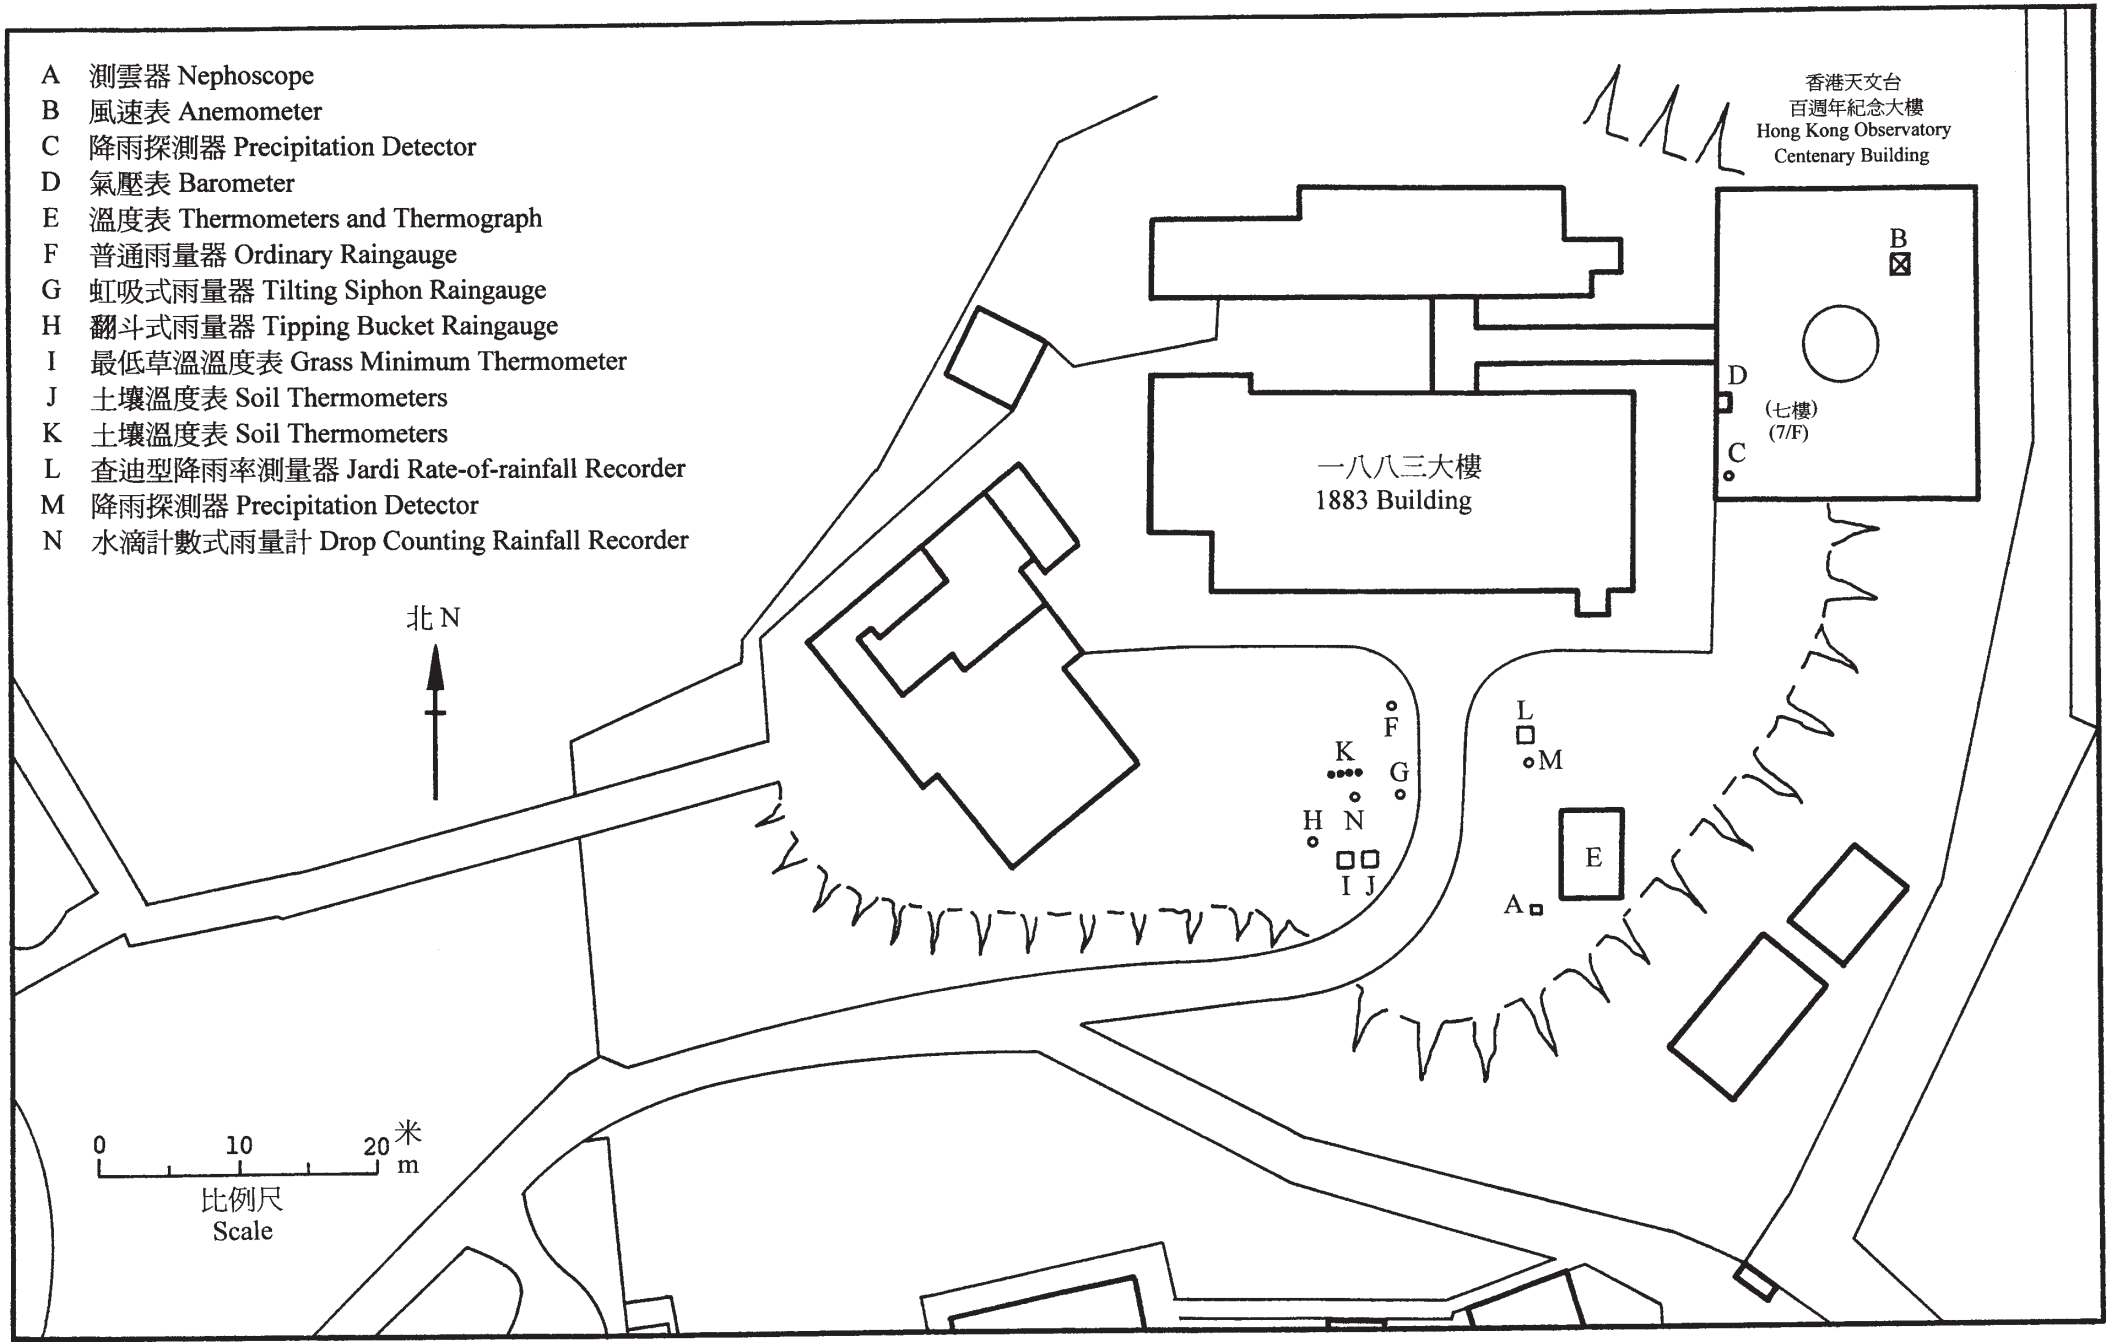 A 測雲器 Nephoscope
B 風速表 Anemometer
C 降雨探測器 Precipitation Detector
D 氣壓表 Barometer
E 溫度表 Thermometers and Thermograph
F 普通雨量器 Ordinary Raingauge
G 虹吸式雨量器 Tilting Siphon Raingauge
H 翻斗式雨量器 Tipping Bucket Raingauge
I 最低草溫溫度表 Grass Minimum Thermometer
J 土壤溫度表 Soil Thermometers
K 土壤溫度表 Soil Thermometers
L 查迪型降雨率測量器 Jardi Rate-of-rainfall Recorder
M 降雨探測器 Precipitation Detector
N 水滴計數式雨量計 Drop Counting Rainfall Recorder
香港天文台
百週年紀念大樓
Hong Kong Observatory
Centenary Building
B
D
(七樓)
(7/F)
C
一八八三大樓
1883 Building
北 N
F
L
K
M
G
H N
E
I J
A
0 10 20 米
m
比例尺
Scale